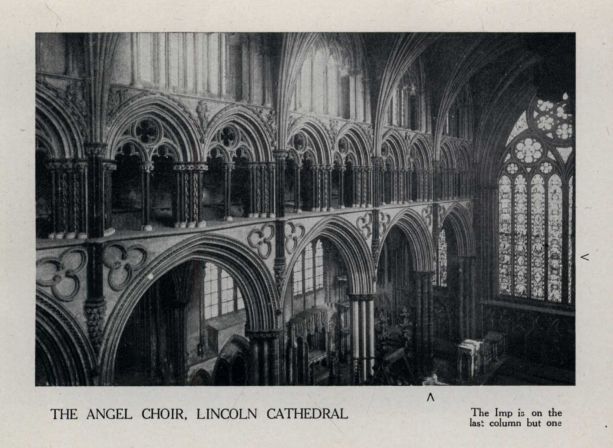 THE ANGEL CHOIR, LINCOLN CATHEDRAL
The Imp is on the
last column but one